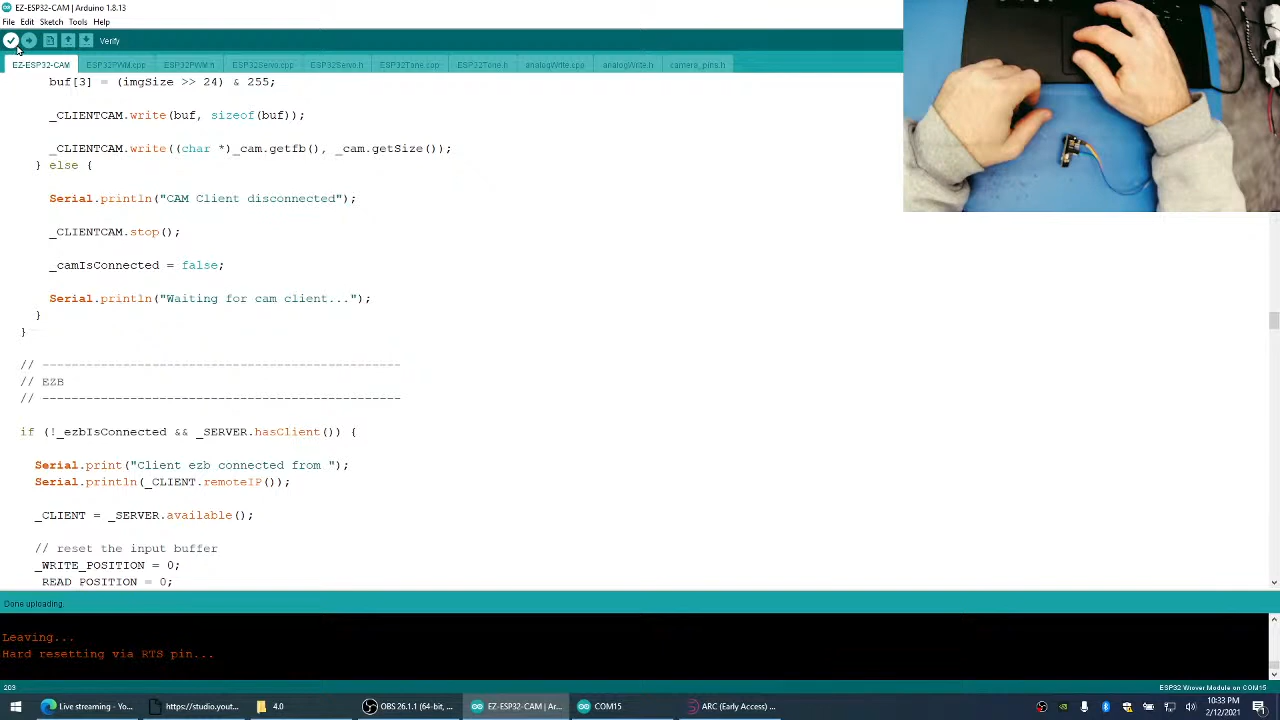 EZ-ESP32-CAM | Arduino 1.8.13
File Edit Sketch Tools Help
Verify
EZ-ESP32-CAM ESP32PWM.cpp ESP32PWM.h ESP32Servo.cpp ESP32Servo.h ESP32Tone.cpp ESP32Tone.h analogWrite.cpp analogWrite.h camera_pins.h
buf[3] = (imgSize >> 24) & 255;
_CLIENTCAM.write(buf, sizeof(buf));
_CLIENTCAM.write((char *)_cam.getfb(), _cam.getSize());
} else {
Serial.println("CAM Client disconnected");
_CLIENTCAM.stop();
_camIsConnected = false;
Serial.println("Waiting for cam client...");
}
}
// -------------------------------------------------
// EZB
// -------------------------------------------------
if (!_ezbIsConnected && _SERVER.hasClient()) {
Serial.print("Client ezb connected from ");
Serial.println(_CLIENT.remoteIP());
_CLIENT = _SERVER.available();
// reset the input buffer
_WRITE_POSITION = 0;
_READ_POSITION = 0;
Done uploading.
Leaving...
Hard resetting via RTS pin...
203 ESP32 Wrover Module on COM15
Live streaming - Yo... https://studio.yout... 4.0 OBS 26.1.1 (64-bit, ... EZ-ESP32-CAM | Ar... COM15 ARC (Early Access) ... 10:33 PM
2/12/2021